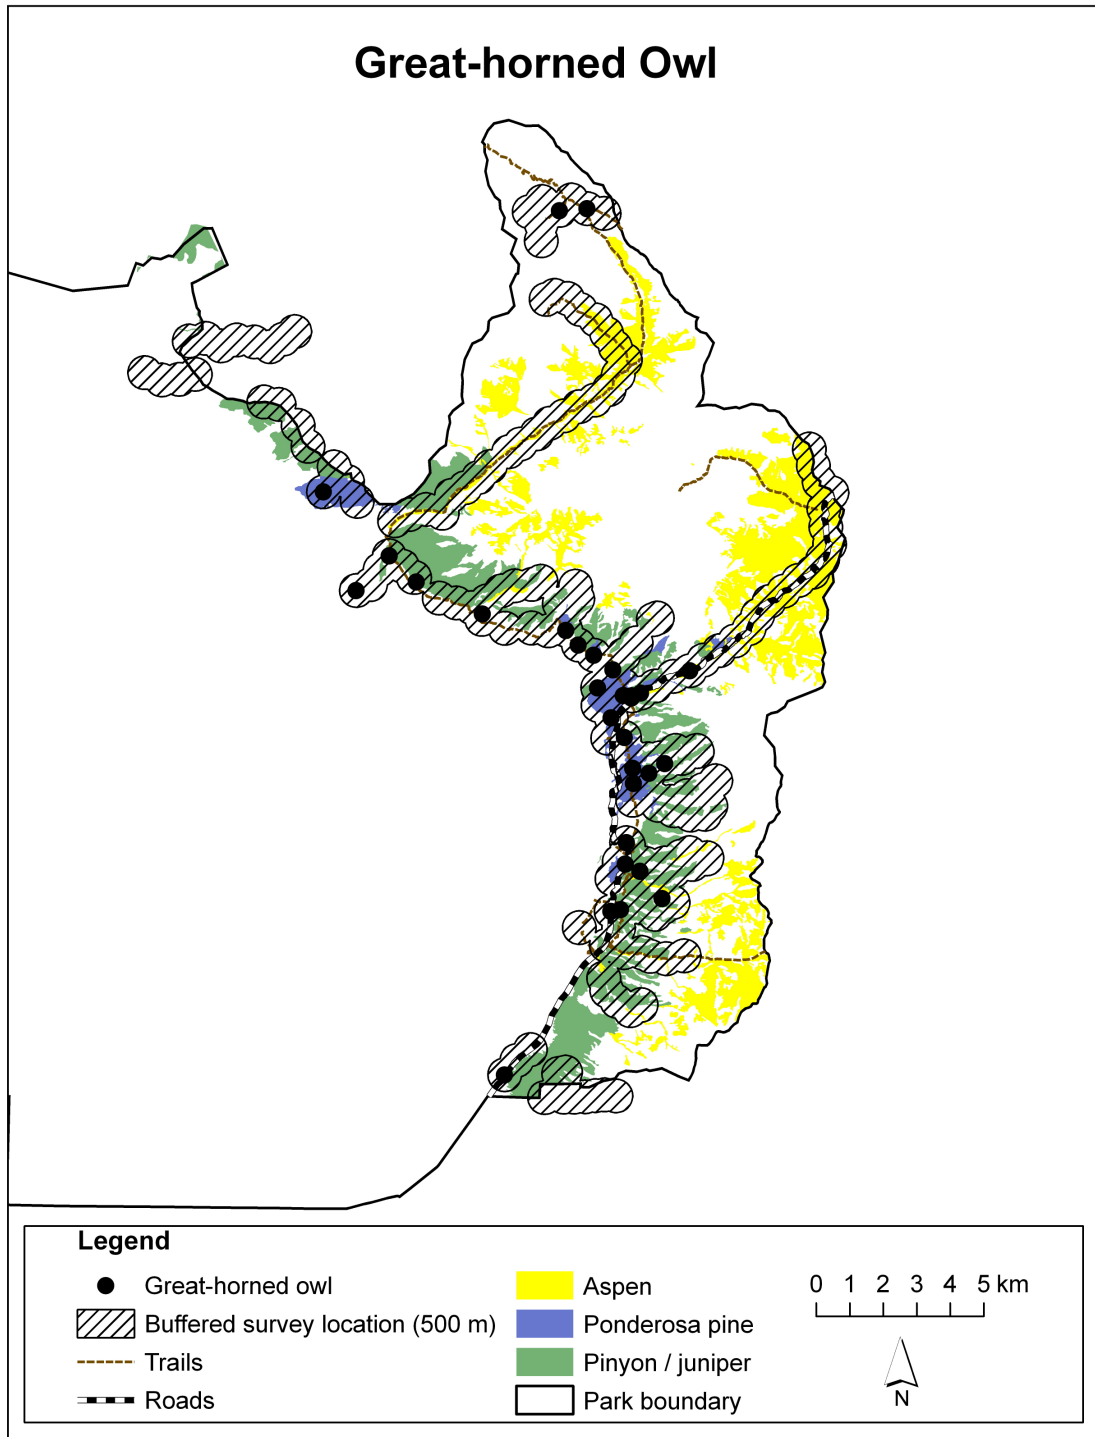 Great-horned Owl
Legend
Great-horned owl
Buffered survey location (500 m)
Trails
Roads
Aspen
Ponderosa pine
Pinyon / juniper
Park boundary
0 1 2 3 4 5 km
N